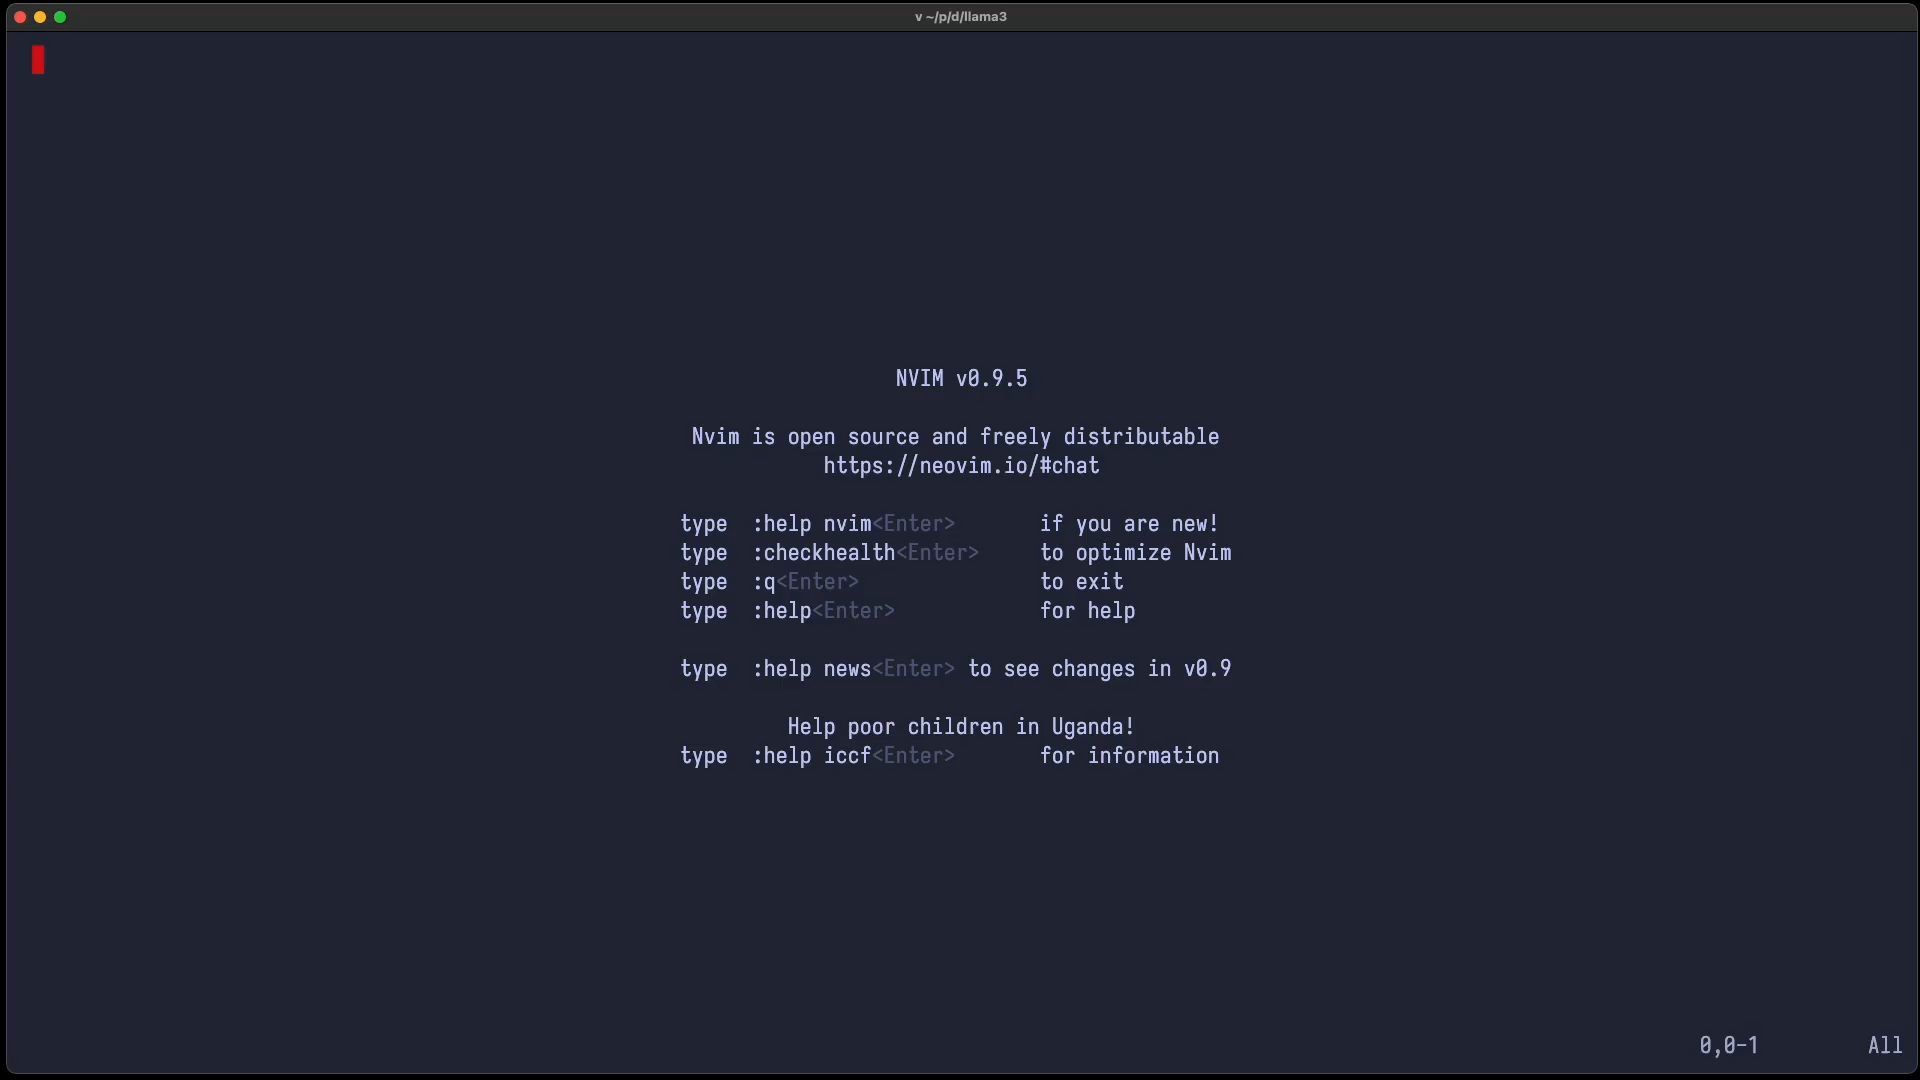 v ~/p/d/llama3
NVIM v0.9.5
Nvim is open source and freely distributable
https://neovim.io/#chat
type  :help nvim<Enter>       if you are new!
type  :checkhealth<Enter>     to optimize Nvim
type  :q<Enter>               to exit
type  :help<Enter>            for help
type  :help news<Enter> to see changes in v0.9
Help poor children in Uganda!
type  :help iccf<Enter>       for information
0,0-1         All